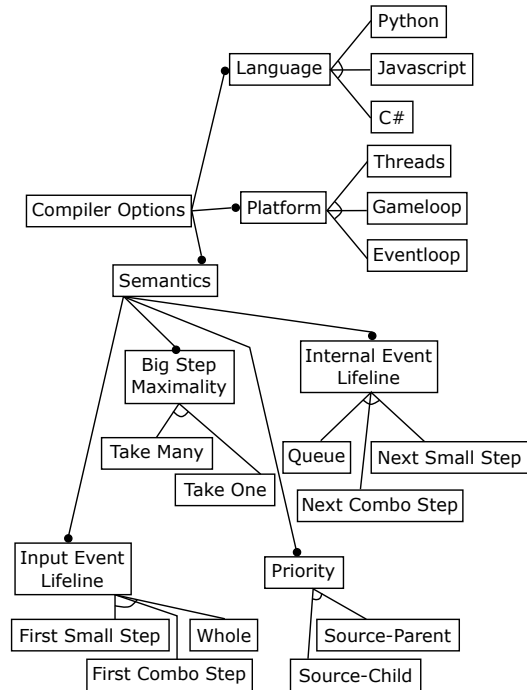 Python
Language
Javascript
C#
Threads
Compiler Options
Platform
Gameloop
Eventloop
Semantics
Big Step
Maximality
Internal Event
Lifeline
Take Many
Queue
Next Small Step
Take One
Next Combo Step
Input Event
Lifeline
Priority
First Small Step
Whole
Source-Parent
First Combo Step
Source-Child